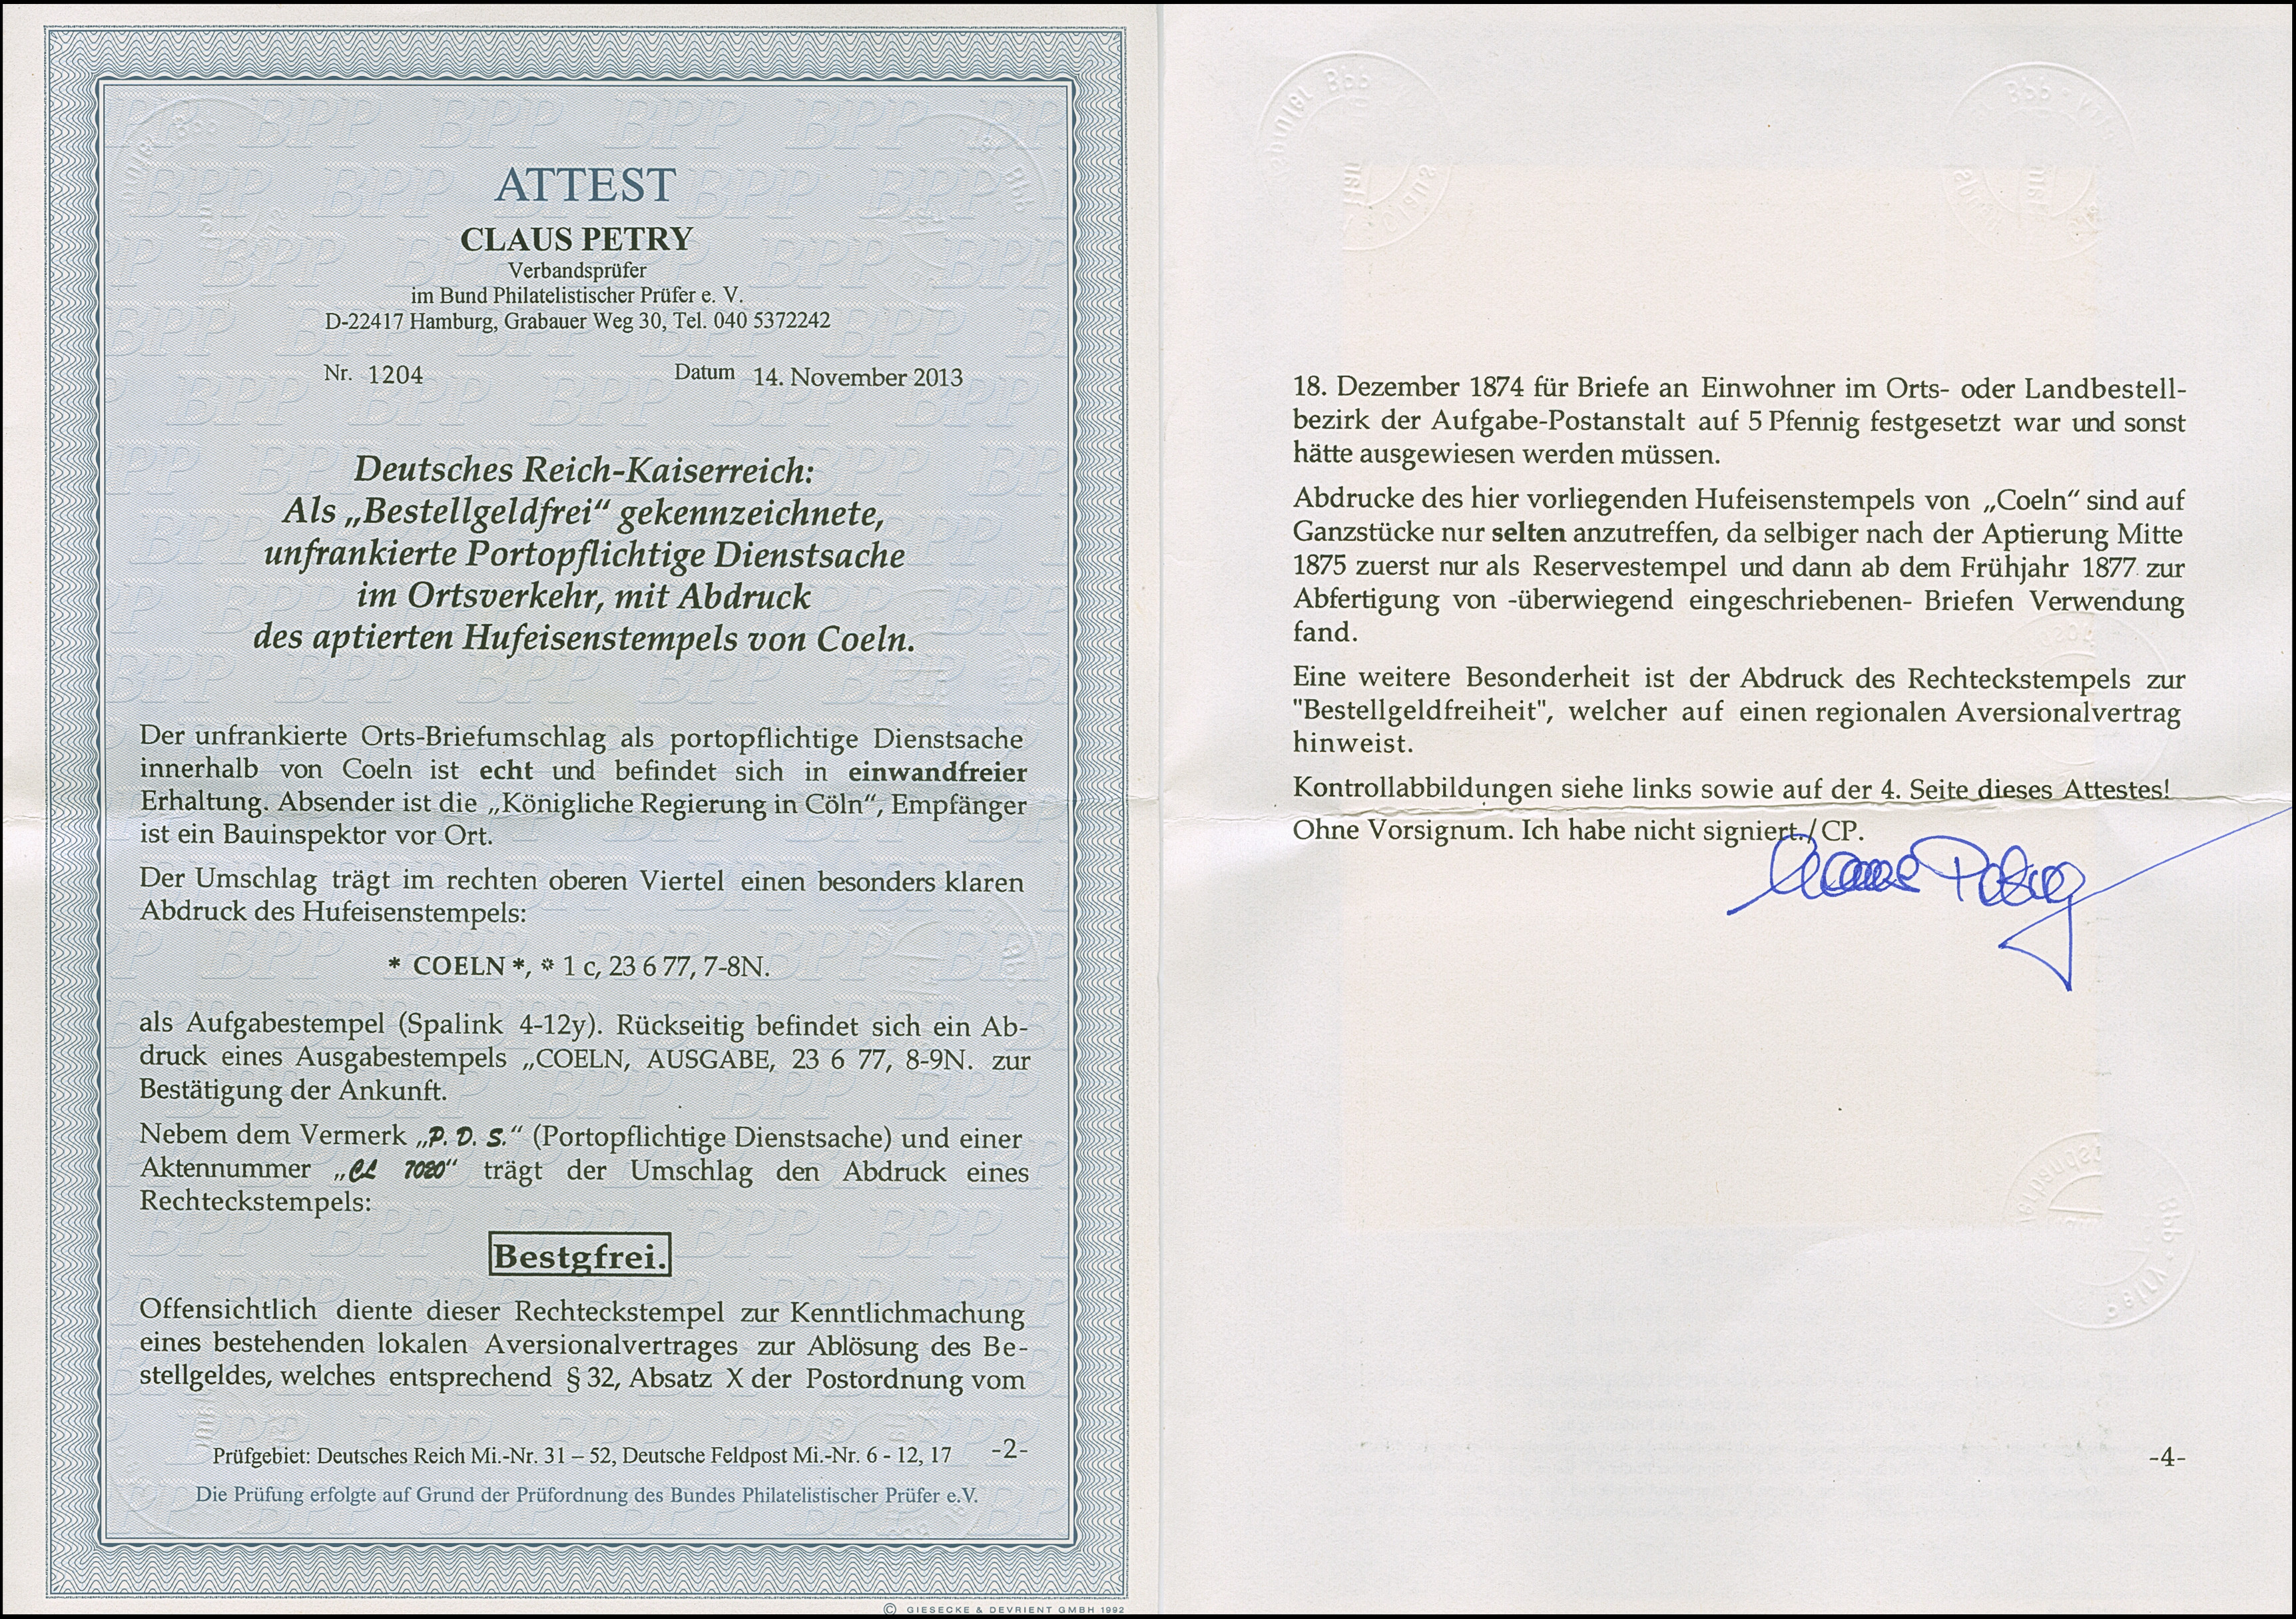 ATTEST
CLAUS PETRY
Verbandsprüfer
im Bund Philatelistischer Prüfer e. V.
D-22417 Hamburg, Grabauer Weg 30, Tel. 040 5372242
Nr. 1204 Datum 14. November 2013
Deutsches Reich-Kaiserreich:
Als „Bestellgeldfrei“ gekennzeichnete,
unfrankierte Portopflichtige Dienstsache
im Ortsverkehr, mit Abdruck
des aptierten Hufeisenstempels von Coeln.
Der unfrankierte Orts-Briefumschlag als portopflichtige Dienstsache
innerhalb von Coeln ist echt und befindet sich in einwandfreier
Erhaltung. Absender ist die „Königliche Regierung in Cöln“, Empfänger
ist ein Bauinspektor vor Ort.
Der Umschlag trägt im rechten oberen Viertel einen besonders klaren
Abdruck des Hufeisenstempels:
* COELN *, * 1 c, 23 6 77, 7-8N.
als Aufgabestempel (Spalink 4-12y). Rückseitig befindet sich ein Ab-
druck eines Ausgabestempels „COELN, AUSGABE, 23 6 77, 8-9N. zur
Bestätigung der Ankunft.
Nebem dem Vermerk „P. D. S.“ (Portopflichtige Dienstsache) und einer
Aktennummer „CL 7020“ trägt der Umschlag den Abdruck eines
Rechteckstempels:
Bestgfrei.
Offensichtlich diente dieser Rechteckstempel zur Kenntlichmachung
eines bestehenden lokalen Aversionalvertrages zur Ablösung des Be-
stellgeldes, welches entsprechend § 32, Absatz X der Postordnung vom
Prüfgebiet: Deutsches Reich Mi.-Nr. 31 – 52, Deutsche Feldpost Mi.-Nr. 6 - 12, 17 -2-
Die Prüfung erfolgte auf Grund der Prüfordnung des Bundes Philatelistischer Prüfer e.V.
© GIESECKE & DEVRIENT GMBH 1992
18. Dezember 1874 für Briefe an Einwohner im Orts- oder Landbestell-
bezirk der Aufgabe-Postanstalt auf 5 Pfennig festgesetzt war und sonst
hätte ausgewiesen werden müssen.
Abdrucke des hier vorliegenden Hufeisenstempels von „Coeln“ sind auf
Ganzstücke nur selten anzutreffen, da selbiger nach der Aptierung Mitte
1875 zuerst nur als Reservestempel und dann ab dem Frühjahr 1877 zur
Abfertigung von -überwiegend eingeschriebenen- Briefen Verwendung
fand.
Eine weitere Besonderheit ist der Abdruck des Rechteckstempels zur
"Bestellgeldfreiheit", welcher auf einen regionalen Aversionalvertrag
hinweist.
Kontrollabbildungen siehe links sowie auf der 4. Seite dieses Attestes!
Ohne Vorsignum. Ich habe nicht signiert./CP.
Claus Petry
-4-